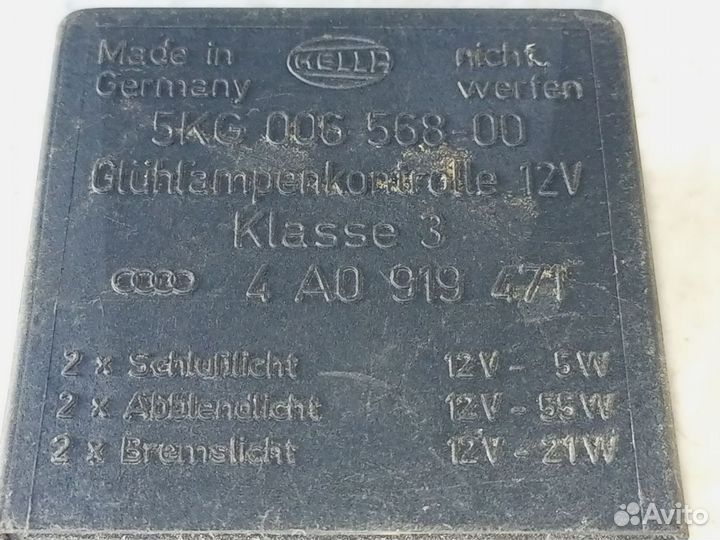 Made in
Germany
HELLA
nicht
werfen
5KG 006 568-00
Glühlampenkontrolle 12V
Klasse 3
4 A0 919 471
2 x Schlußlicht 12V - 5W
2 x Abblendlicht 12V - 55W
2 x Bremslicht 12V - 21W
Avito